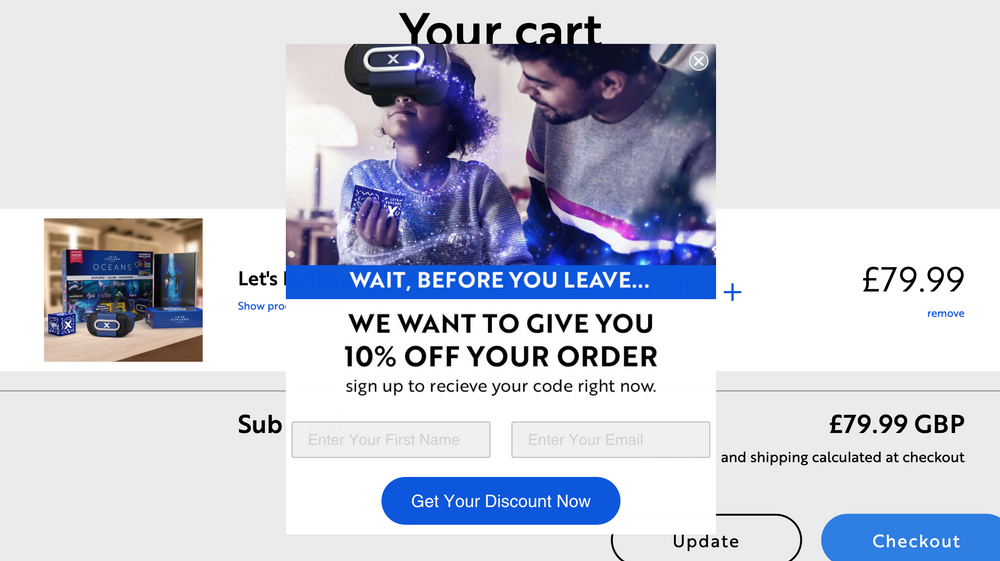 Your cart
WAIT, BEFORE YOU LEAVE...
WE WANT TO GIVE YOU
10% OFF YOUR ORDER
sign up to recieve your code right now.
Enter Your First Name
Enter Your Email
Get Your Discount Now
OCEANS
Let's
Show
£79.99
remove
Sub
£79.99 GBP
and shipping calculated at checkout
Update
Checkout